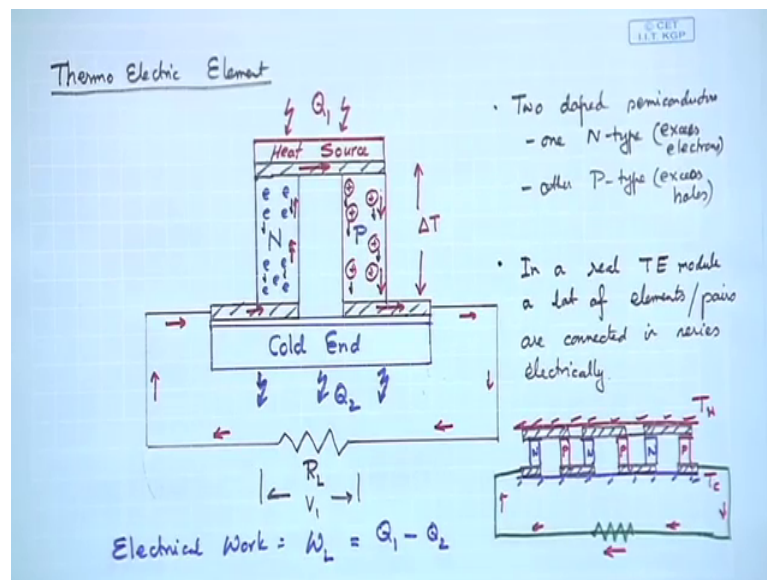 © CET
I.I.T. KGP
Thermo Electric Element
Q1
Heat Source
e e
e e
N
e e
e e
e e
+
+
P
+
+ +
ΔT
Cold End
Q2
RL
V1
Electrical Work = WL = Q1 - Q2
• Two doped semiconductors
- one N-type (excess
electrons)
- other P-type (excess
holes)
• In a real TE module
a lot of elements/pairs
are connected in series
electrically.
TH
N P N P N P
TC